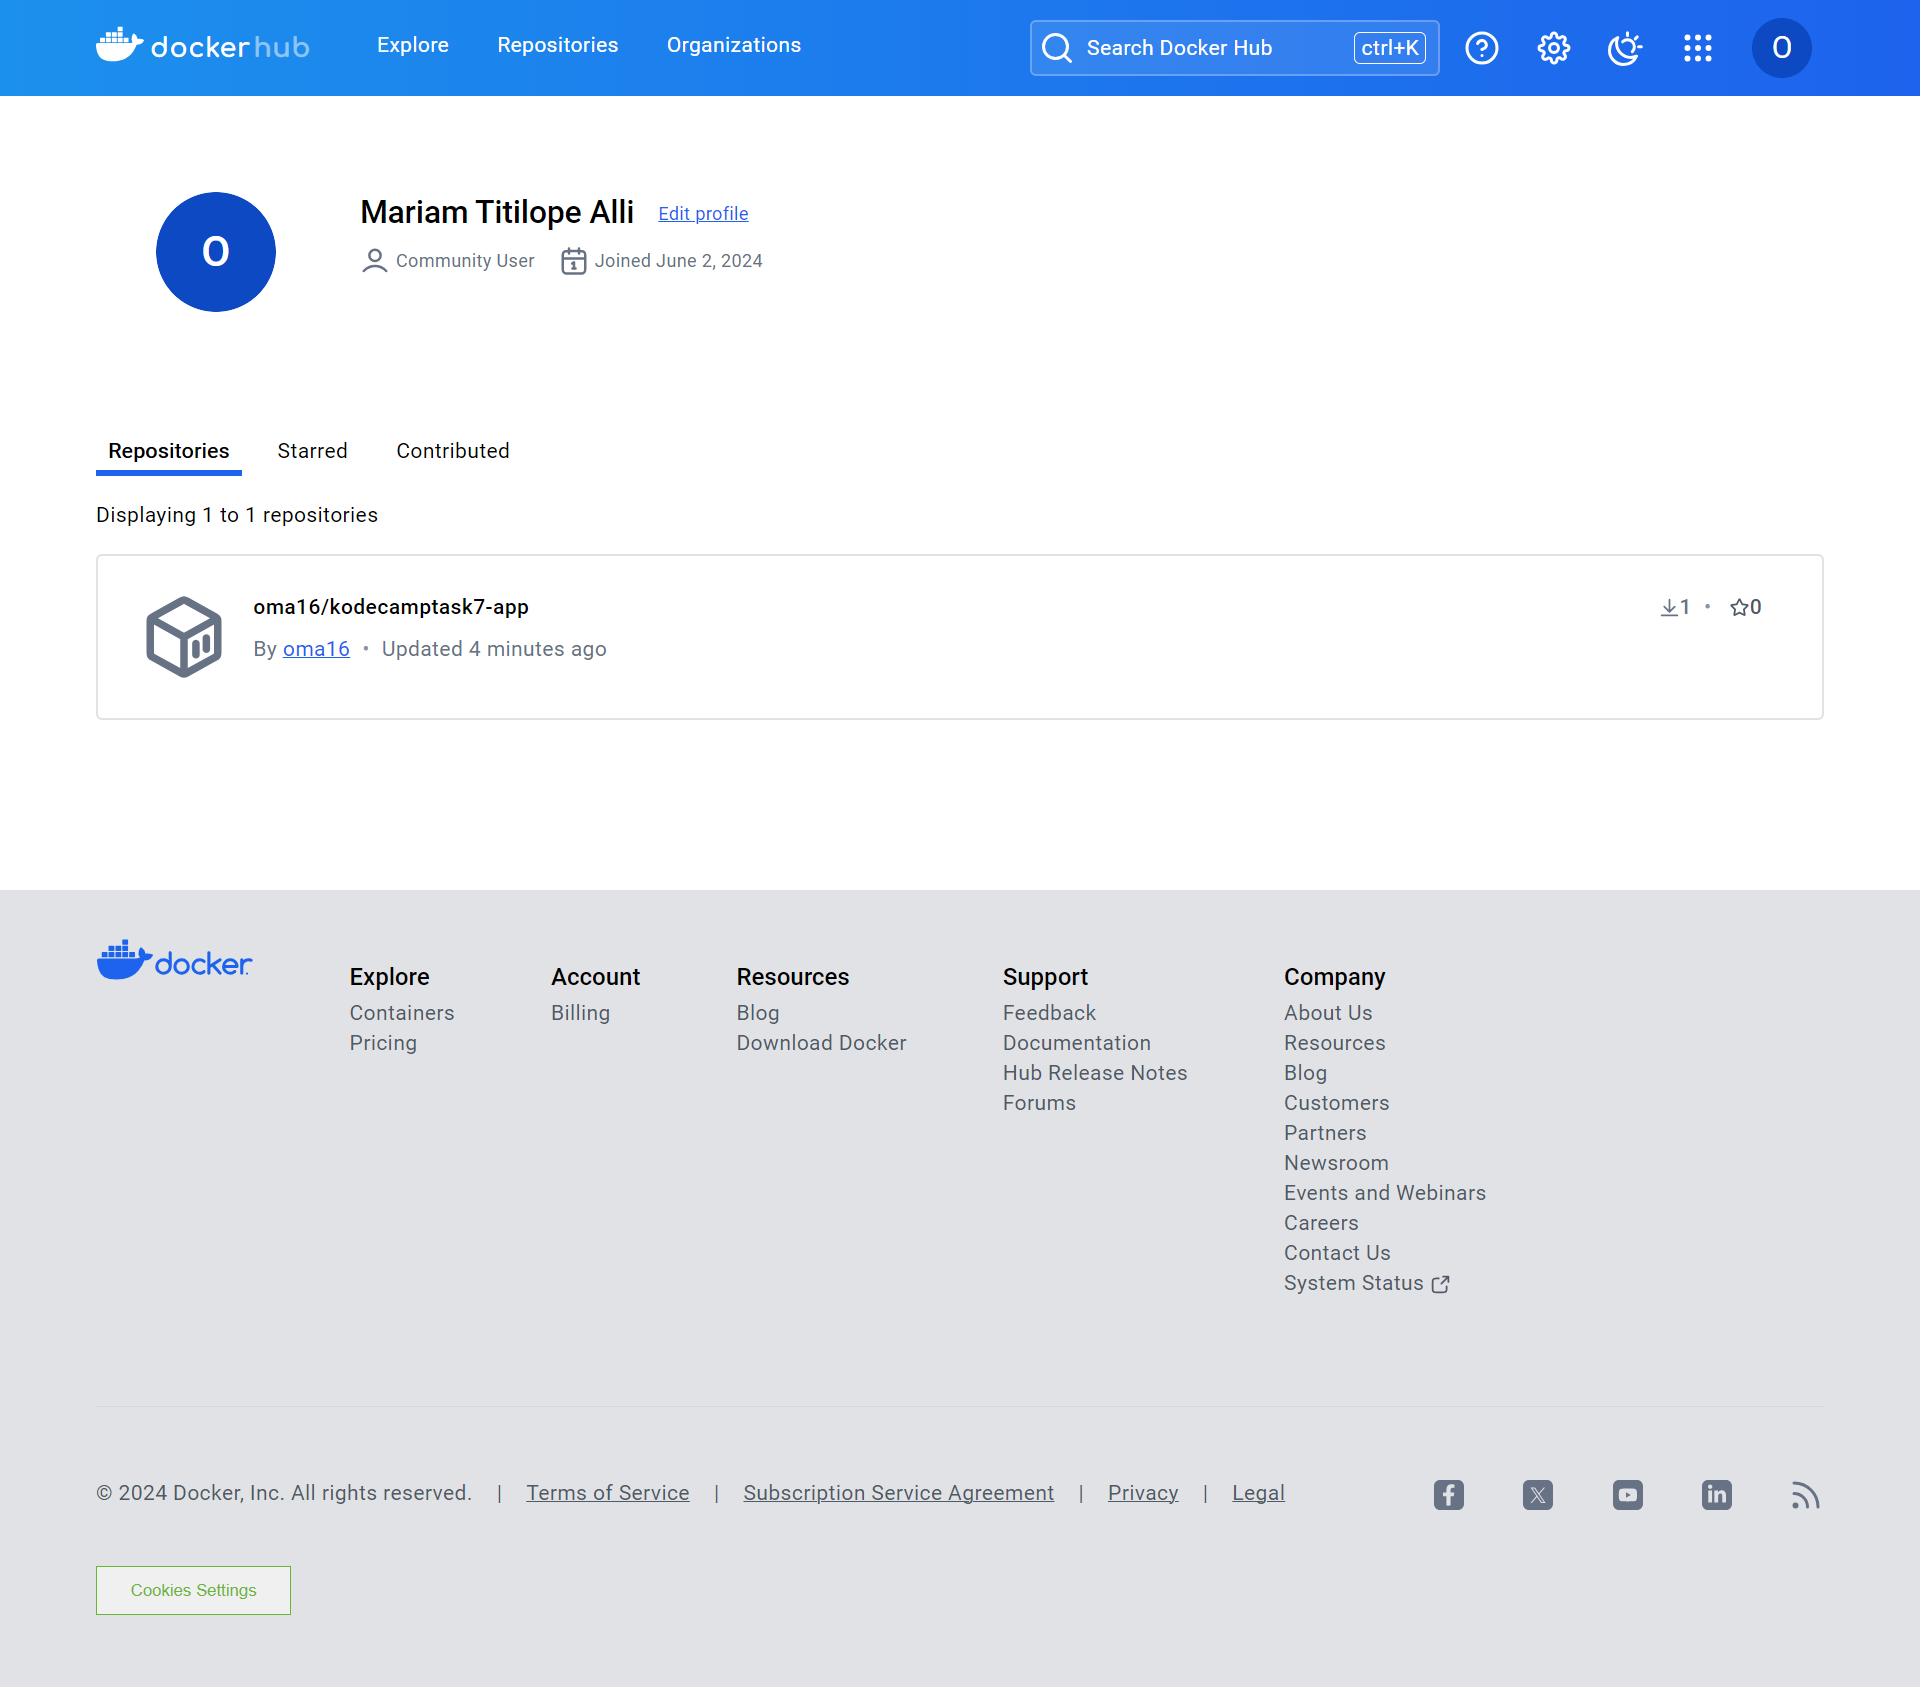 docker hub Explore Repositories Organizations Search Docker Hub ctrl+K O
O
Mariam Titilope Alli Edit profile
Community User Joined June 2, 2024
Repositories Starred Contributed
Displaying 1 to 1 repositories
oma16/kodecamptask7-app 1 • 0
By oma16 • Updated 4 minutes ago
docker
Explore
Containers
Pricing
Account
Billing
Resources
Blog
Download Docker
Support
Feedback
Documentation
Hub Release Notes
Forums
Company
About Us
Resources
Blog
Customers
Partners
Newsroom
Events and Webinars
Careers
Contact Us
System Status
© 2024 Docker, Inc. All rights reserved. | Terms of Service | Subscription Service Agreement | Privacy | Legal
Cookies Settings